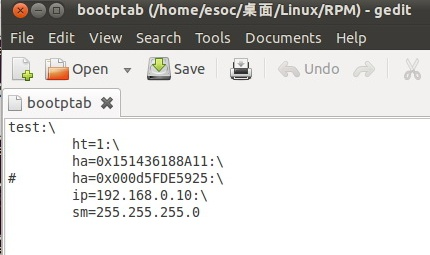 bootptab (/home/esoc/桌面/Linux/RPM) - gedit
File Edit View Search Tools Documents Help
Open Save Undo
bootptab
test:\
ht=1:\
ha=0x151436188A11:\
# ha=0x000d5FDE5925:\
ip=192.168.0.10:\
sm=255.255.255.0